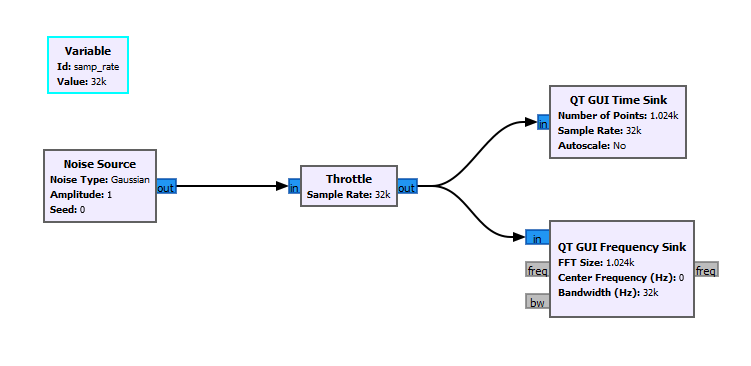 Variable
Id: samp_rate
Value: 32k
Noise Source
Noise Type: Gaussian
Amplitude: 1
Seed: 0
out
in
Throttle
Sample Rate: 32k
out
in
QT GUI Time Sink
Number of Points: 1.024k
Sample Rate: 32k
Autoscale: No
in
freq
bw
QT GUI Frequency Sink
FFT Size: 1.024k
Center Frequency (Hz): 0
Bandwidth (Hz): 32k
freq